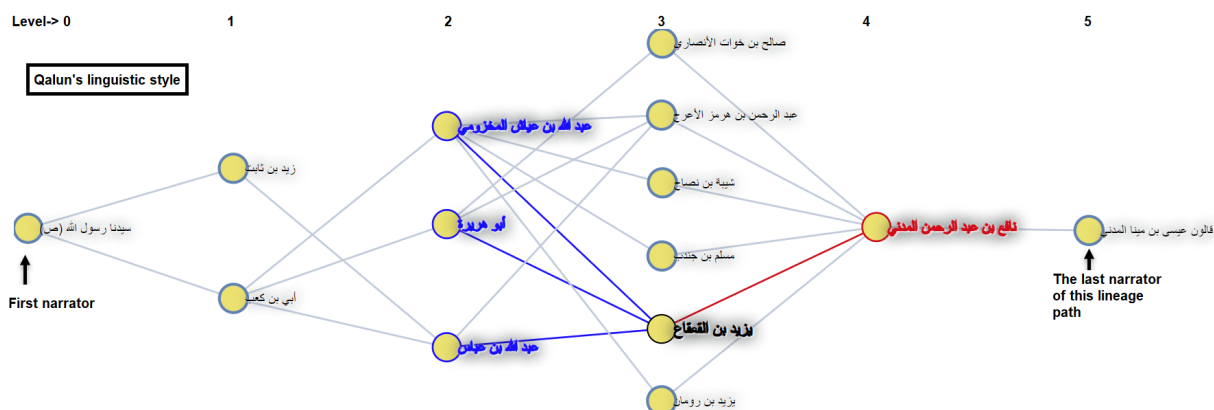 Level-> 0 1 2 3 4 5
Qalun's linguistic style
سيدنا رسول الله (ص)
First narrator
زيد بن ثابت
أبي بن كعب
عبد الله بن عياش المخزومي
أبو هريرة
عبد الله بن عباس
صالح بن خوات الأنصاري
عبد الرحمن بن هرمز الأعرج
شيبة بن نصاح
مسلم بن جندب
يزيد بن القعقاع
يزيد بن رومان
نافع بن عبد الرحمن المدني
قالون عيسى بن مينا المدني
The last narrator
of this lineage
path